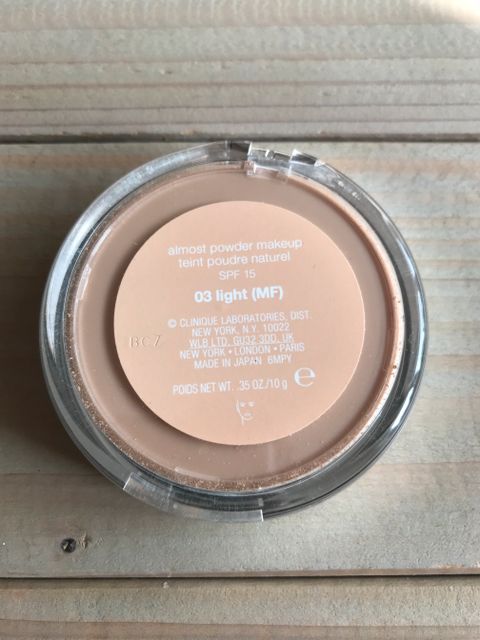 almost powder makeup
teint poudre naturel
SPF 15
03 light (MF)
© CLINIQUE LABORATORIES, DIST.
NEW YORK, N.Y. 10022
WLB LTD, GU32 3DD, UK
NEW YORK • LONDON • PARIS
MADE IN JAPAN 6MPY
POIDS NET WT. .35 OZ./10 g ℮
BC7